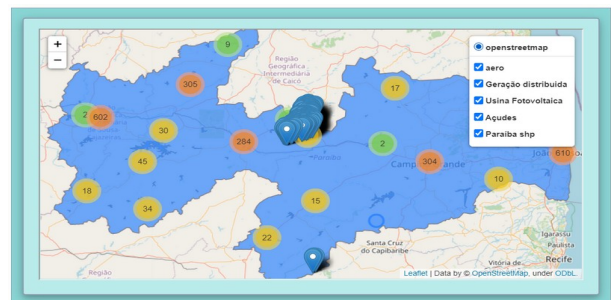 +
−
9
Região
Geográfica
Intermediária
de Caicó
openstreetmap
aero
Geração distribuida
Usina Fotovoltaica
Açudes
Paraiba shp
305
17
2
602
30
284
2
Paraíba
Campina Grande
304
João Pessoa
610
45
18
34
15
10
22
Santa Cruz
do Capibaribe
Igarassu
Paulista
Vitória de
Recife
Região
Leaflet | Data by © OpenStreetMap, under ODbL.